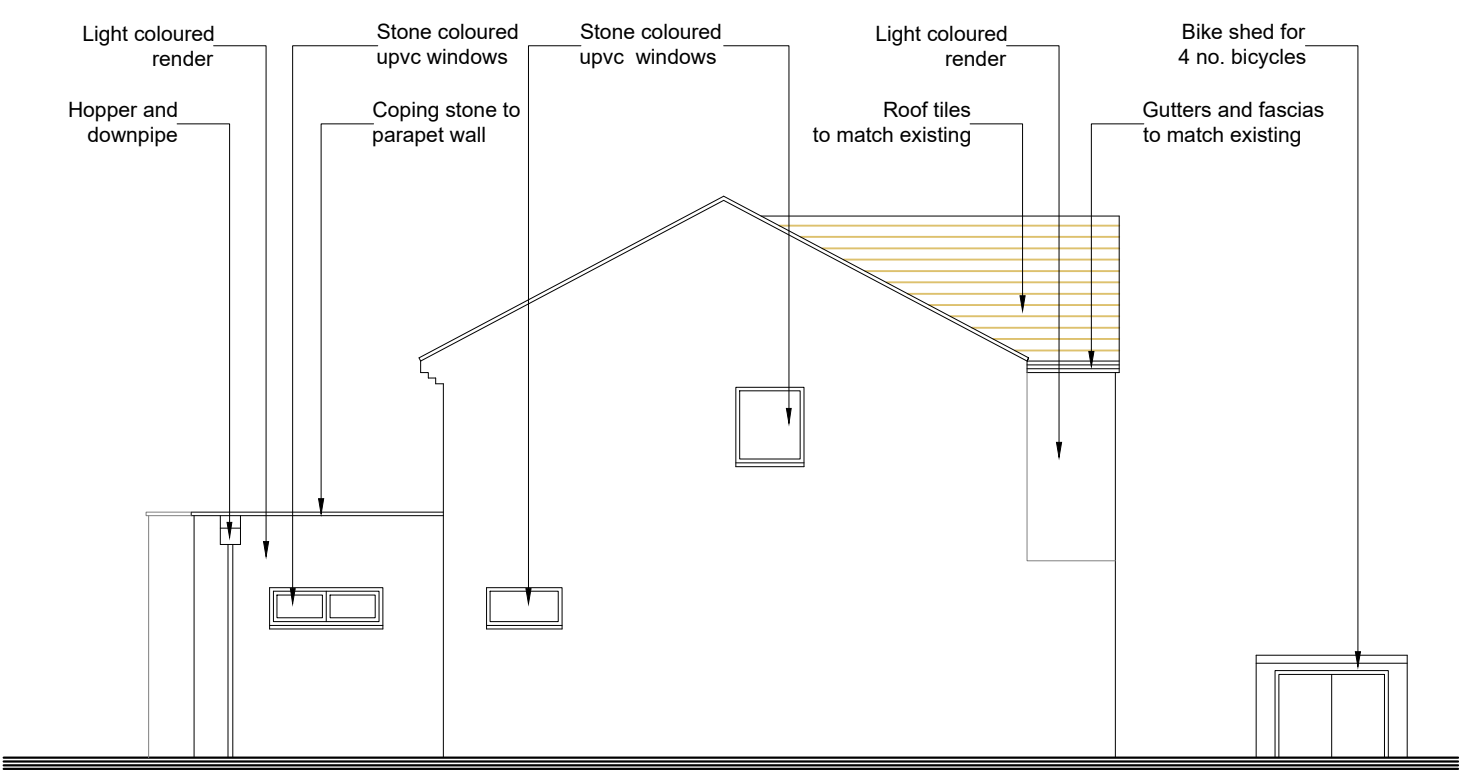 Light coloured
render
Stone coloured
upvc windows
Stone coloured
upvc  windows
Light coloured
render
Bike shed for
4 no. bicycles
Hopper and
downpipe
Coping stone to
parapet wall
Roof tiles
to match existing
Gutters and fascias
to match existing